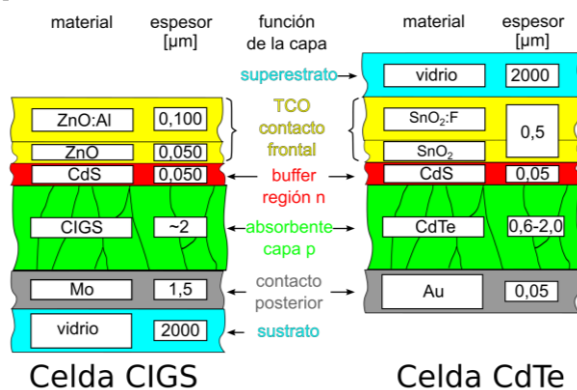 material espesor función material espesor
[µm] de la capa [µm]
superestrato vidrio 2000
ZnO:Al 0,100 TCO SnO₂:F 0,5
contacto
ZnO 0,050 frontal SnO₂
CdS 0,050 buffer CdS 0,05
región n
CIGS ~2 absorbente CdTe 0,6-2,0
capa p
Mo 1,5 contacto Au 0,05
posterior
vidrio 2000 sustrato
Celda CIGS Celda CdTe